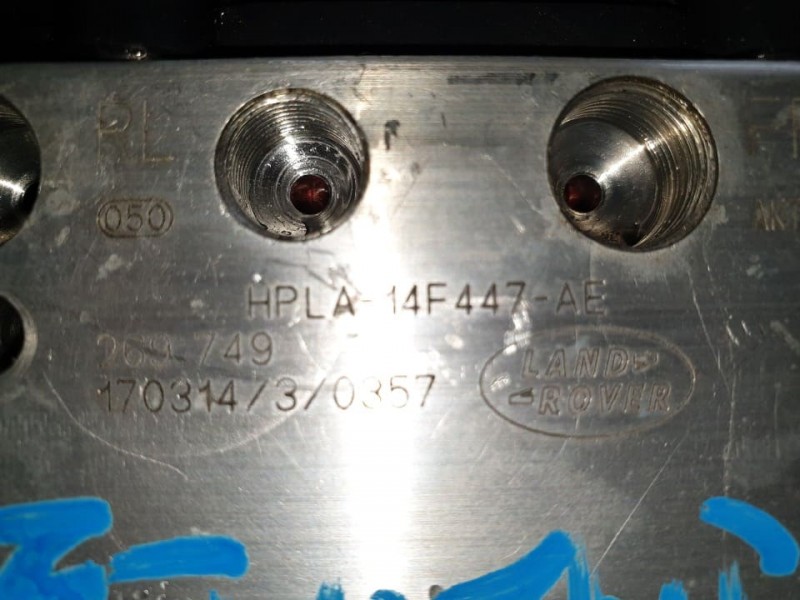 RL
050
HPLA-14F447-AE
170314/3/0357
LAND
ROVER